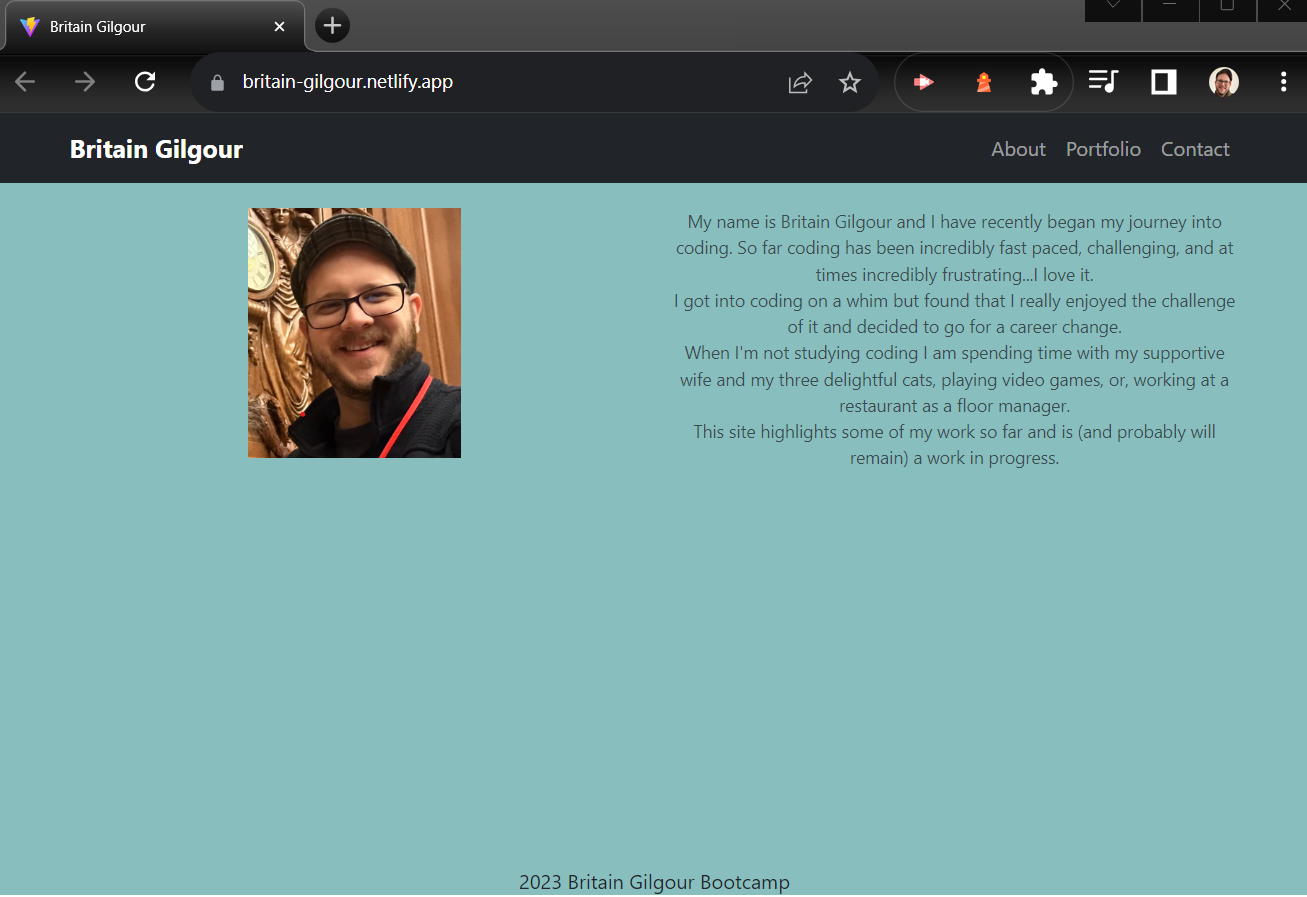 Britain Gilgour
britain-gilgour.netlify.app
Britain Gilgour
About Portfolio Contact
My name is Britain Gilgour and I have recently began my journey into
coding. So far coding has been incredibly fast paced, challenging, and at
times incredibly frustrating...I love it.
I got into coding on a whim but found that I really enjoyed the challenge
of it and decided to go for a career change.
When I'm not studying coding I am spending time with my supportive
wife and my three delightful cats, playing video games, or, working at a
restaurant as a floor manager.
This site highlights some of my work so far and is (and probably will
remain) a work in progress.
2023 Britain Gilgour Bootcamp